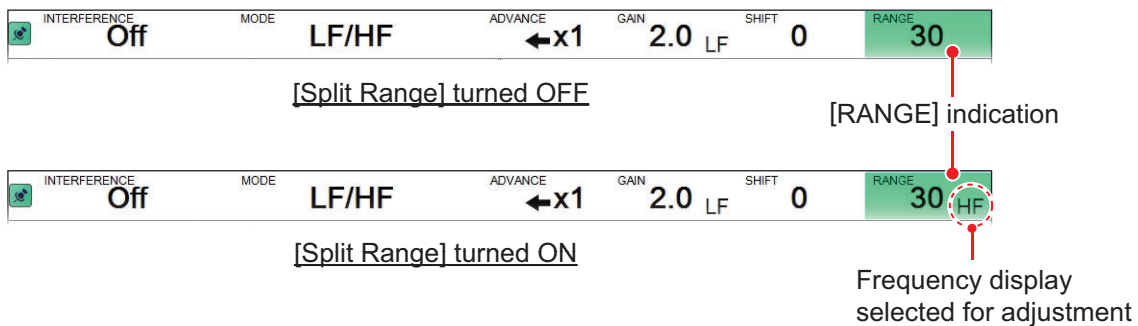 INTERFERENCE MODE ADVANCE GAIN SHIFT RANGE
Off LF/HF ←x1 2.0 LF 0 30
[Split Range] turned OFF
[RANGE] indication
INTERFERENCE MODE ADVANCE GAIN SHIFT RANGE
Off LF/HF ←x1 2.0 LF 0 30 HF
[Split Range] turned ON
Frequency display
selected for adjustment